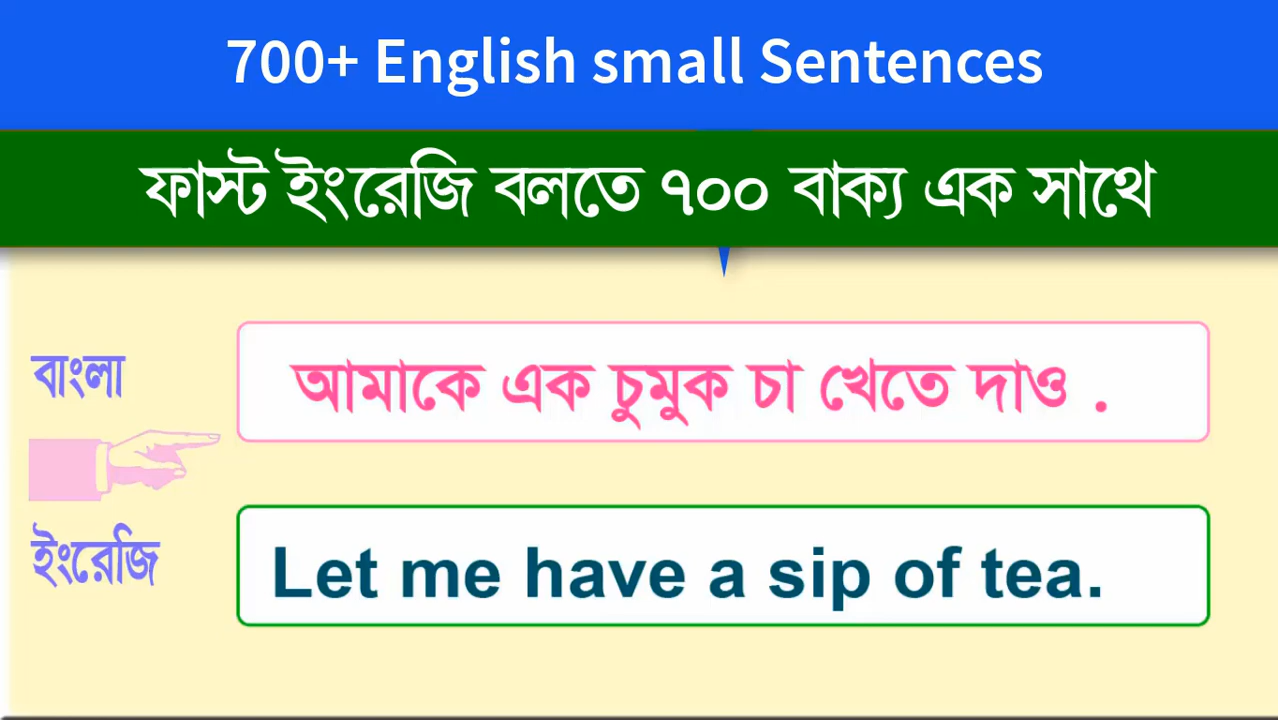 700+ English small Sentences
ফাস্ট ইংরেজি বলতে ৭০০ বাক্য এক সাথে
বাংলা
আমাকে এক চুমুক চা খেতে দাও .
ইংরেজি
Let me have a sip of tea.